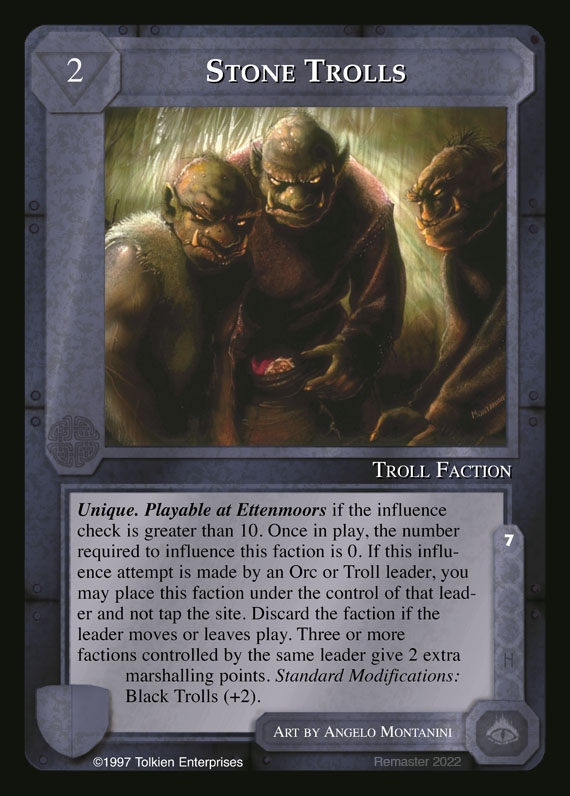 2
STONE TROLLS
MONTANINI
TROLL FACTION
Unique. Playable at Ettenmoors if the influence
check is greater than 10. Once in play, the number
required to influence this faction is 0. If this influ-
ence attempt is made by an Orc or Troll leader, you
may place this faction under the control of that lead-
er and not tap the site. Discard the faction if the
leader moves or leaves play. Three or more
factions controlled by the same leader give 2 extra
marshalling points. Standard Modifications:
Black Trolls (+2).
7
H
ART BY ANGELO MONTANINI
©1997 Tolkien Enterprises
Remaster 2022